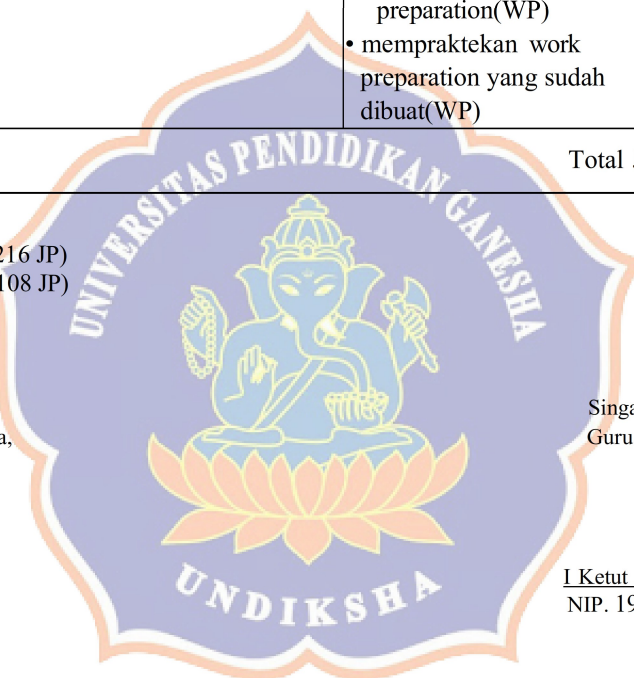 preparation(WP)
• mempraktekan work
preparation yang sudah
dibuat(WP)
Total
UNIVERSITAS PENDIDIKAN GANESHA
216 JP)
108 JP)
Singa
a,
Guru
I Ketut
NIP. 19
UNDIKSHA